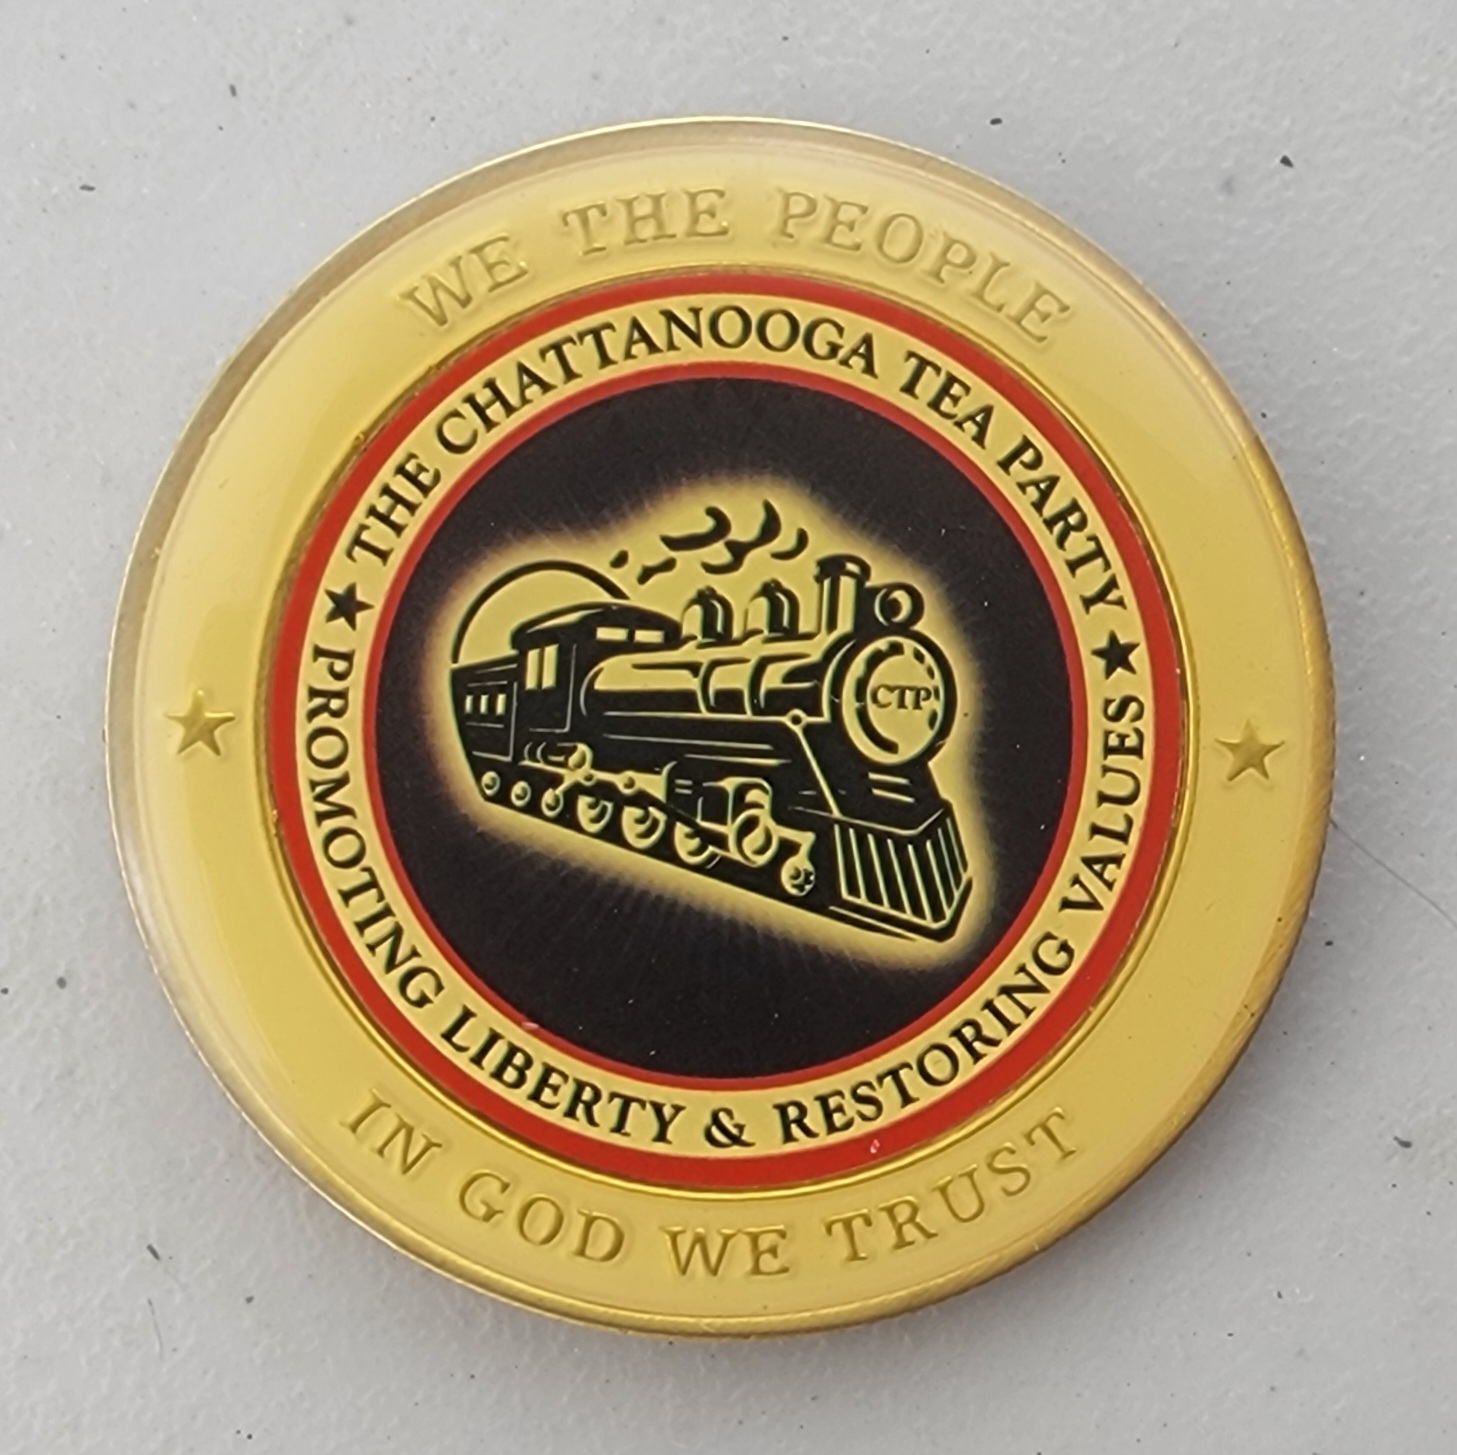 WE THE PEOPLE
★ THE CHATTANOOGA TEA PARTY ★
CTP
PROMOTING LIBERTY & RESTORING VALUES
IN GOD WE TRUST